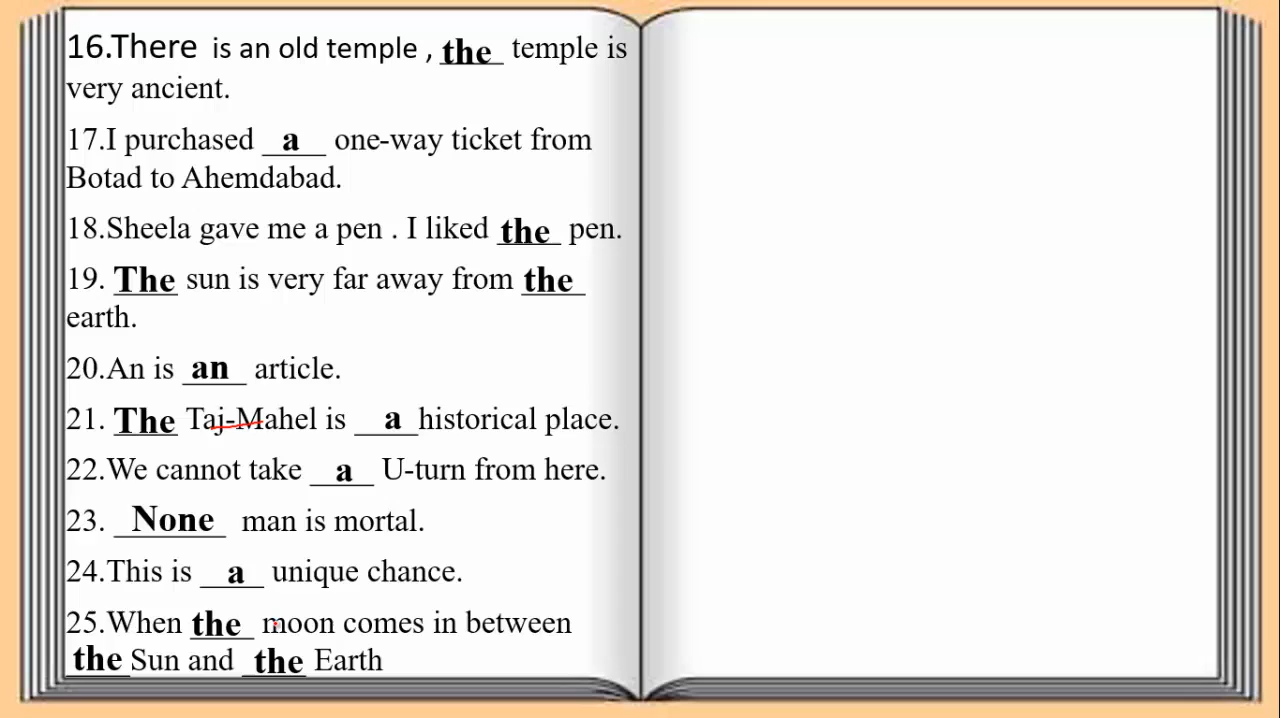 16.There is an old temple , the temple is
very ancient.
17.I purchased a one-way ticket from
Botad to Ahemdabad.
18.Sheela gave me a pen . I liked the pen.
19. The sun is very far away from the
earth.
20.An is an article.
21. The Taj-Mahel is a historical place.
22.We cannot take a U-turn from here.
23. None man is mortal.
24.This is a unique chance.
25.When the moon comes in between
the Sun and the Earth